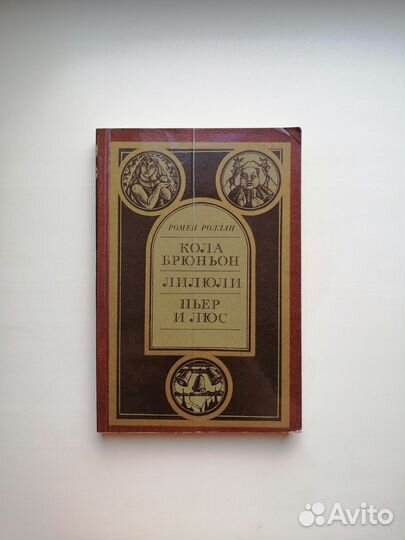 РОМЕН РОЛЛАН
КОЛА
БРЮНЬОН
ЛИЛЮЛИ
ПЬЕР
И ЛЮС
Avito